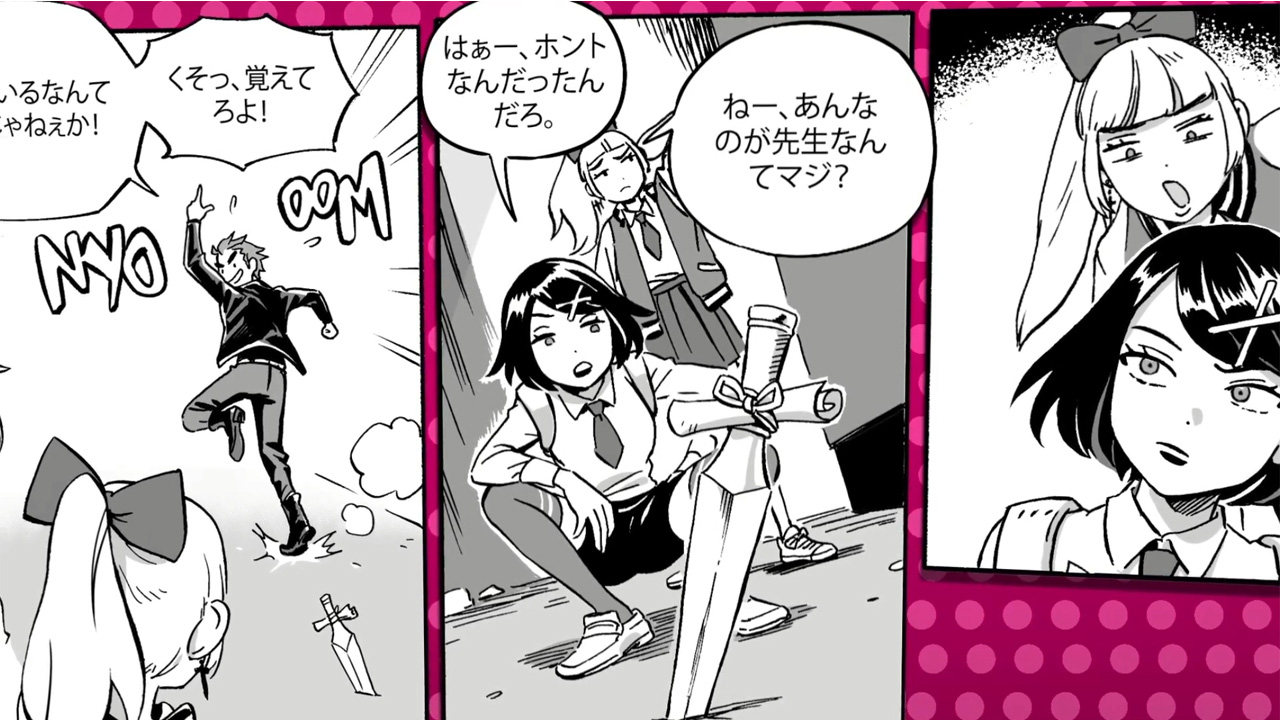 いるなんて
ゃねぇか!
くそっ、覚えて
ろよ!
NYO
OOM
はぁー、ホント
なんだったん
だろ。
ねー、あんな
のが先生なん
てマジ?